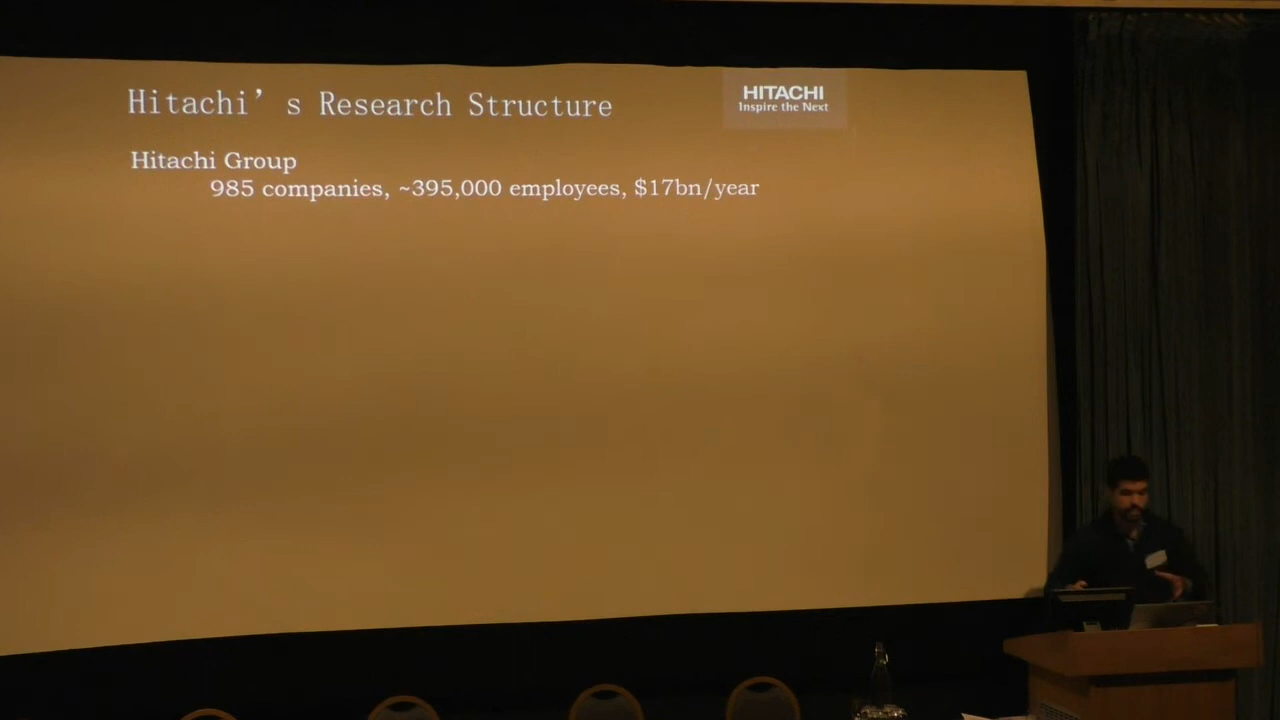 Hitachi’s Research Structure
HITACHI
Inspire the Next
Hitachi Group
985 companies, ~395,000 employees, $17bn/year